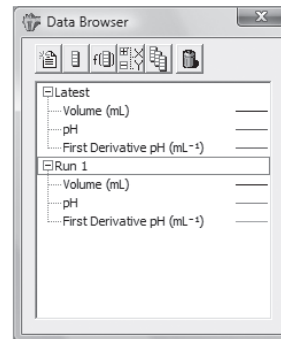 Data Browser
Latest
Volume (mL)
pH
First Derivative pH (mL⁻¹)
Run 1
Volume (mL)
pH
First Derivative pH (mL⁻¹)